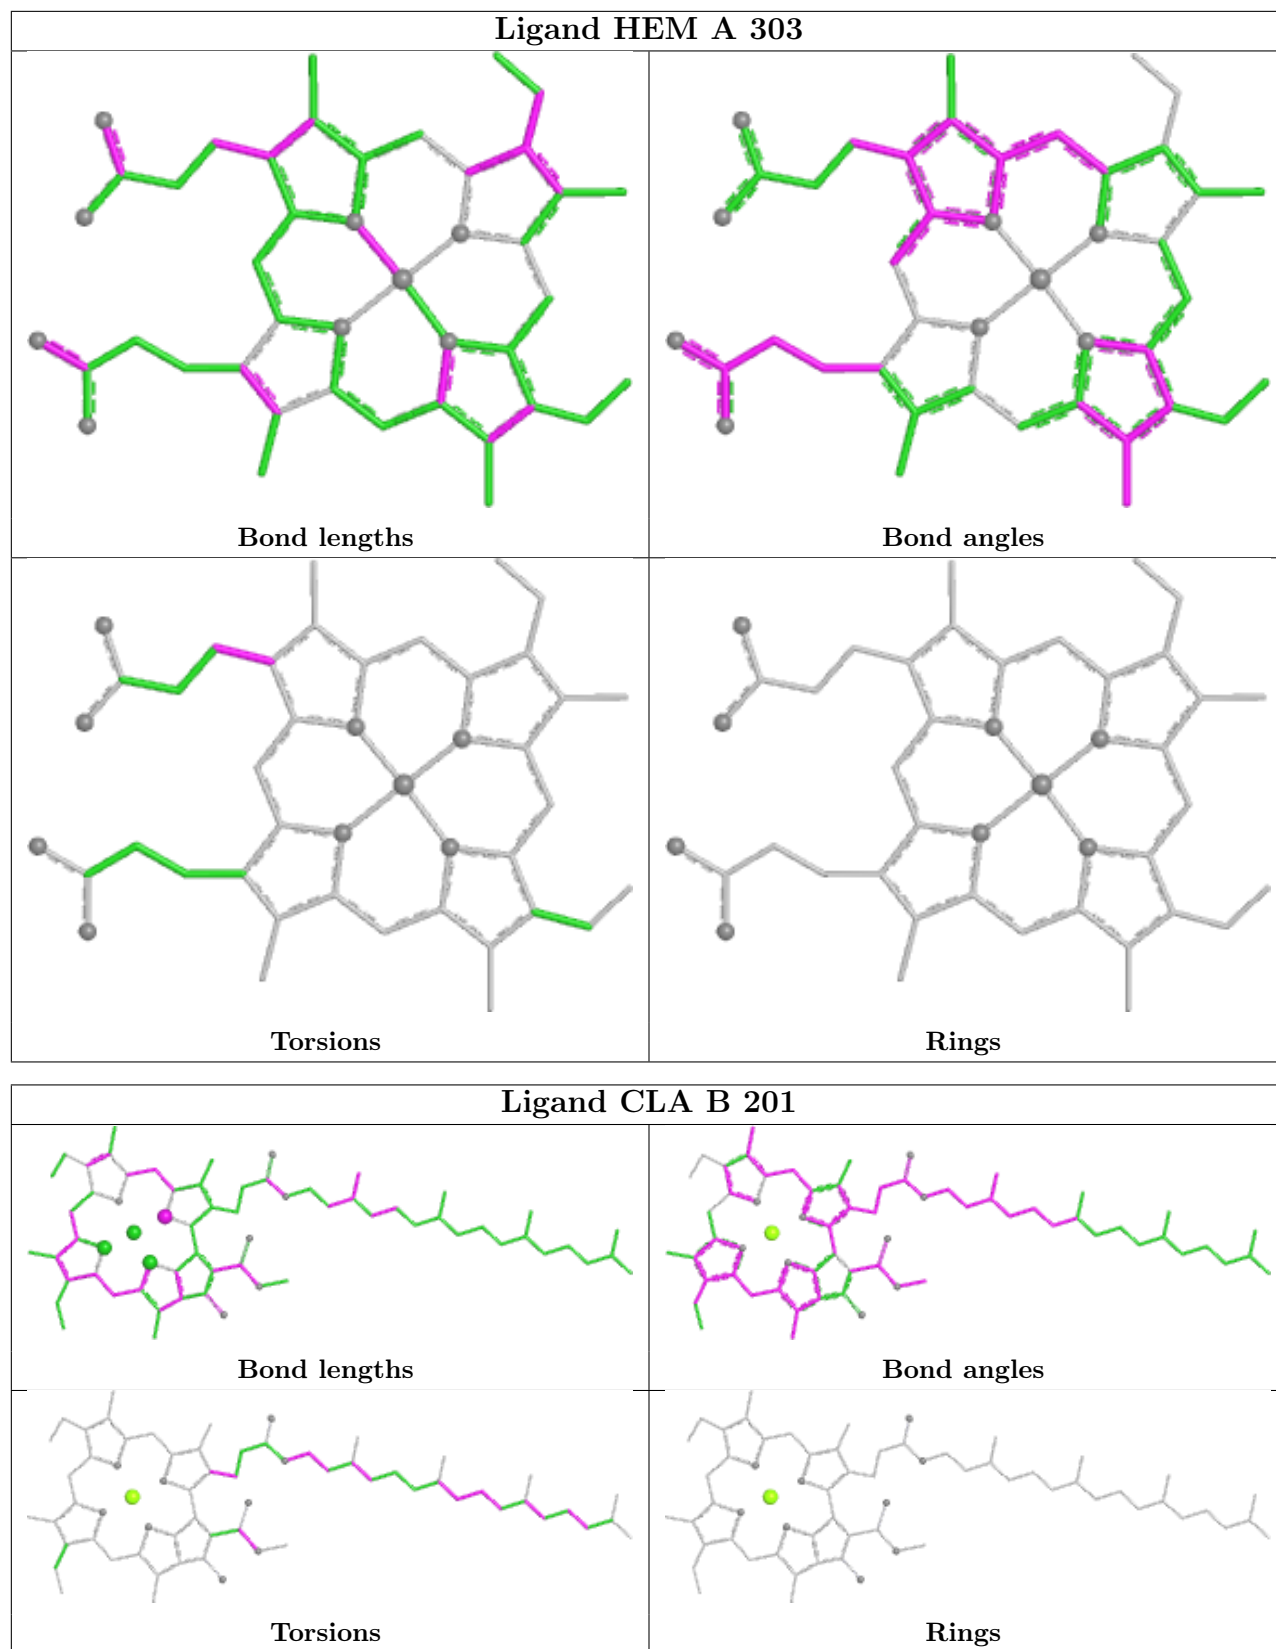 Ligand HEM A 303
Bond lengths
Bond angles
Torsions
Rings
Ligand CLA B 201
Bond lengths
Bond angles
Torsions
Rings